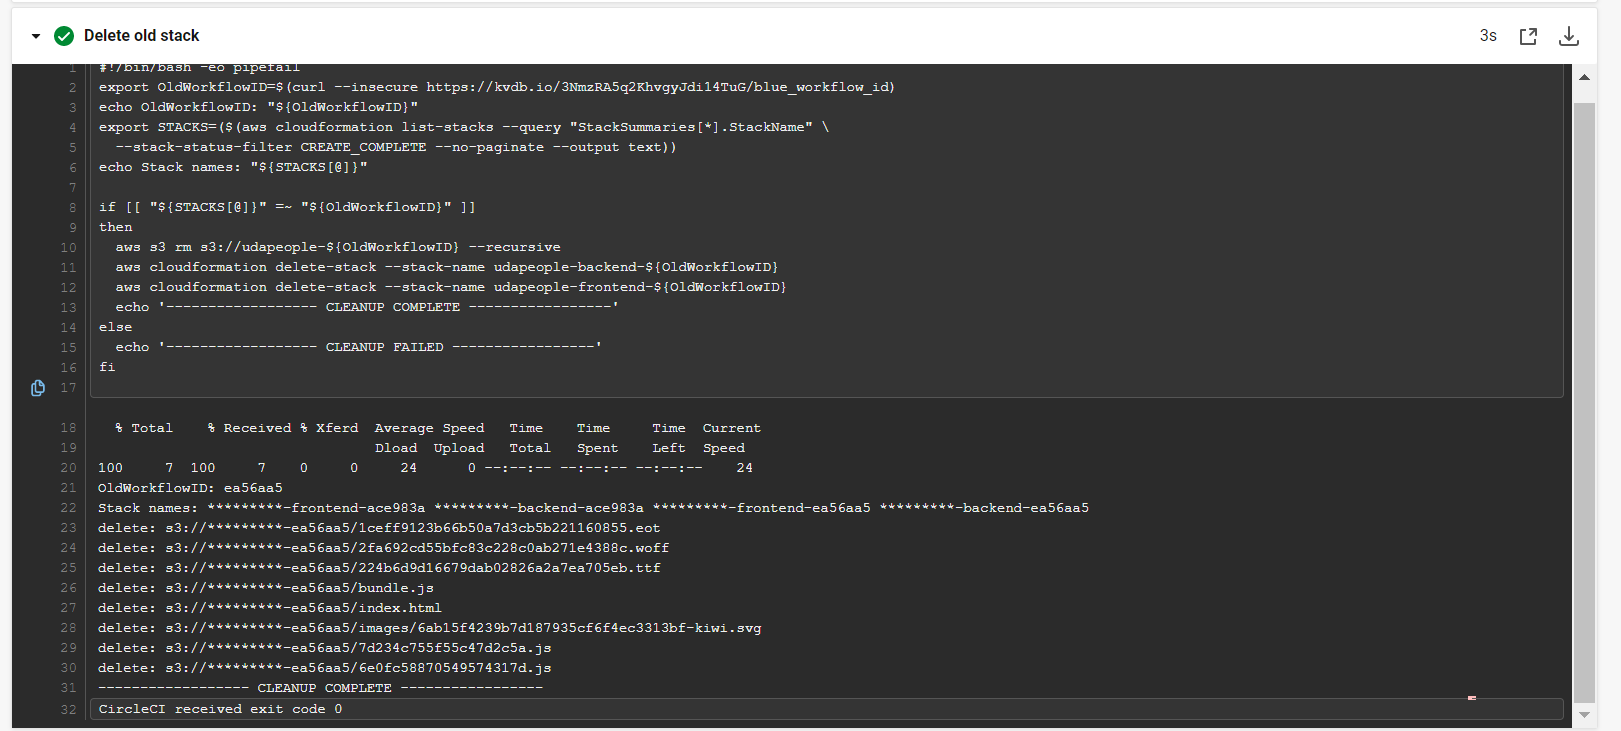 Delete old stack 3s
1 #!/bin/bash -eo pipefail
2 export OldWorkflowID=$(curl --insecure https://kvdb.io/3NmzRA5q2KhvgyJdi14TuG/blue_workflow_id)
3 echo OldWorkflowID: "${OldWorkflowID}"
4 export STACKS=($(aws cloudformation list-stacks --query "StackSummaries[*].StackName" \
5   --stack-status-filter CREATE_COMPLETE --no-paginate --output text))
6 echo Stack names: "${STACKS[@]}"
7
8 if [[ "${STACKS[@]}" =~ "${OldWorkflowID}" ]]
9 then
10   aws s3 rm s3://udapeople-${OldWorkflowID} --recursive
11   aws cloudformation delete-stack --stack-name udapeople-backend-${OldWorkflowID}
12   aws cloudformation delete-stack --stack-name udapeople-frontend-${OldWorkflowID}
13   echo '------------------ CLEANUP COMPLETE -----------------'
14 else
15   echo '------------------ CLEANUP FAILED -----------------'
16 fi
17
18   % Total    % Received % Xferd  Average Speed   Time    Time     Time  Current
19                                  Dload  Upload   Total   Spent    Left  Speed
20 100     7  100     7    0     0     24      0 --:--:-- --:--:-- --:--:--    24
21 OldWorkflowID: ea56aa5
22 Stack names: *********-frontend-ace983a *********-backend-ace983a *********-frontend-ea56aa5 *********-backend-ea56aa5
23 delete: s3://*********-ea56aa5/1ceff9123b66b50a7d3cb5b221160855.eot
24 delete: s3://*********-ea56aa5/2fa692cd55bfc83c228c0ab271e4388c.woff
25 delete: s3://*********-ea56aa5/224b6d9d16679dab02826a2a7ea705eb.ttf
26 delete: s3://*********-ea56aa5/bundle.js
27 delete: s3://*********-ea56aa5/index.html
28 delete: s3://*********-ea56aa5/images/6ab15f4239b7d187935cf6f4ec3313bf-kiwi.svg
29 delete: s3://*********-ea56aa5/7d234c755f55c47d2c5a.js
30 delete: s3://*********-ea56aa5/6e0fc58870549574317d.js
31 ------------------ CLEANUP COMPLETE -----------------
32 CircleCI received exit code 0